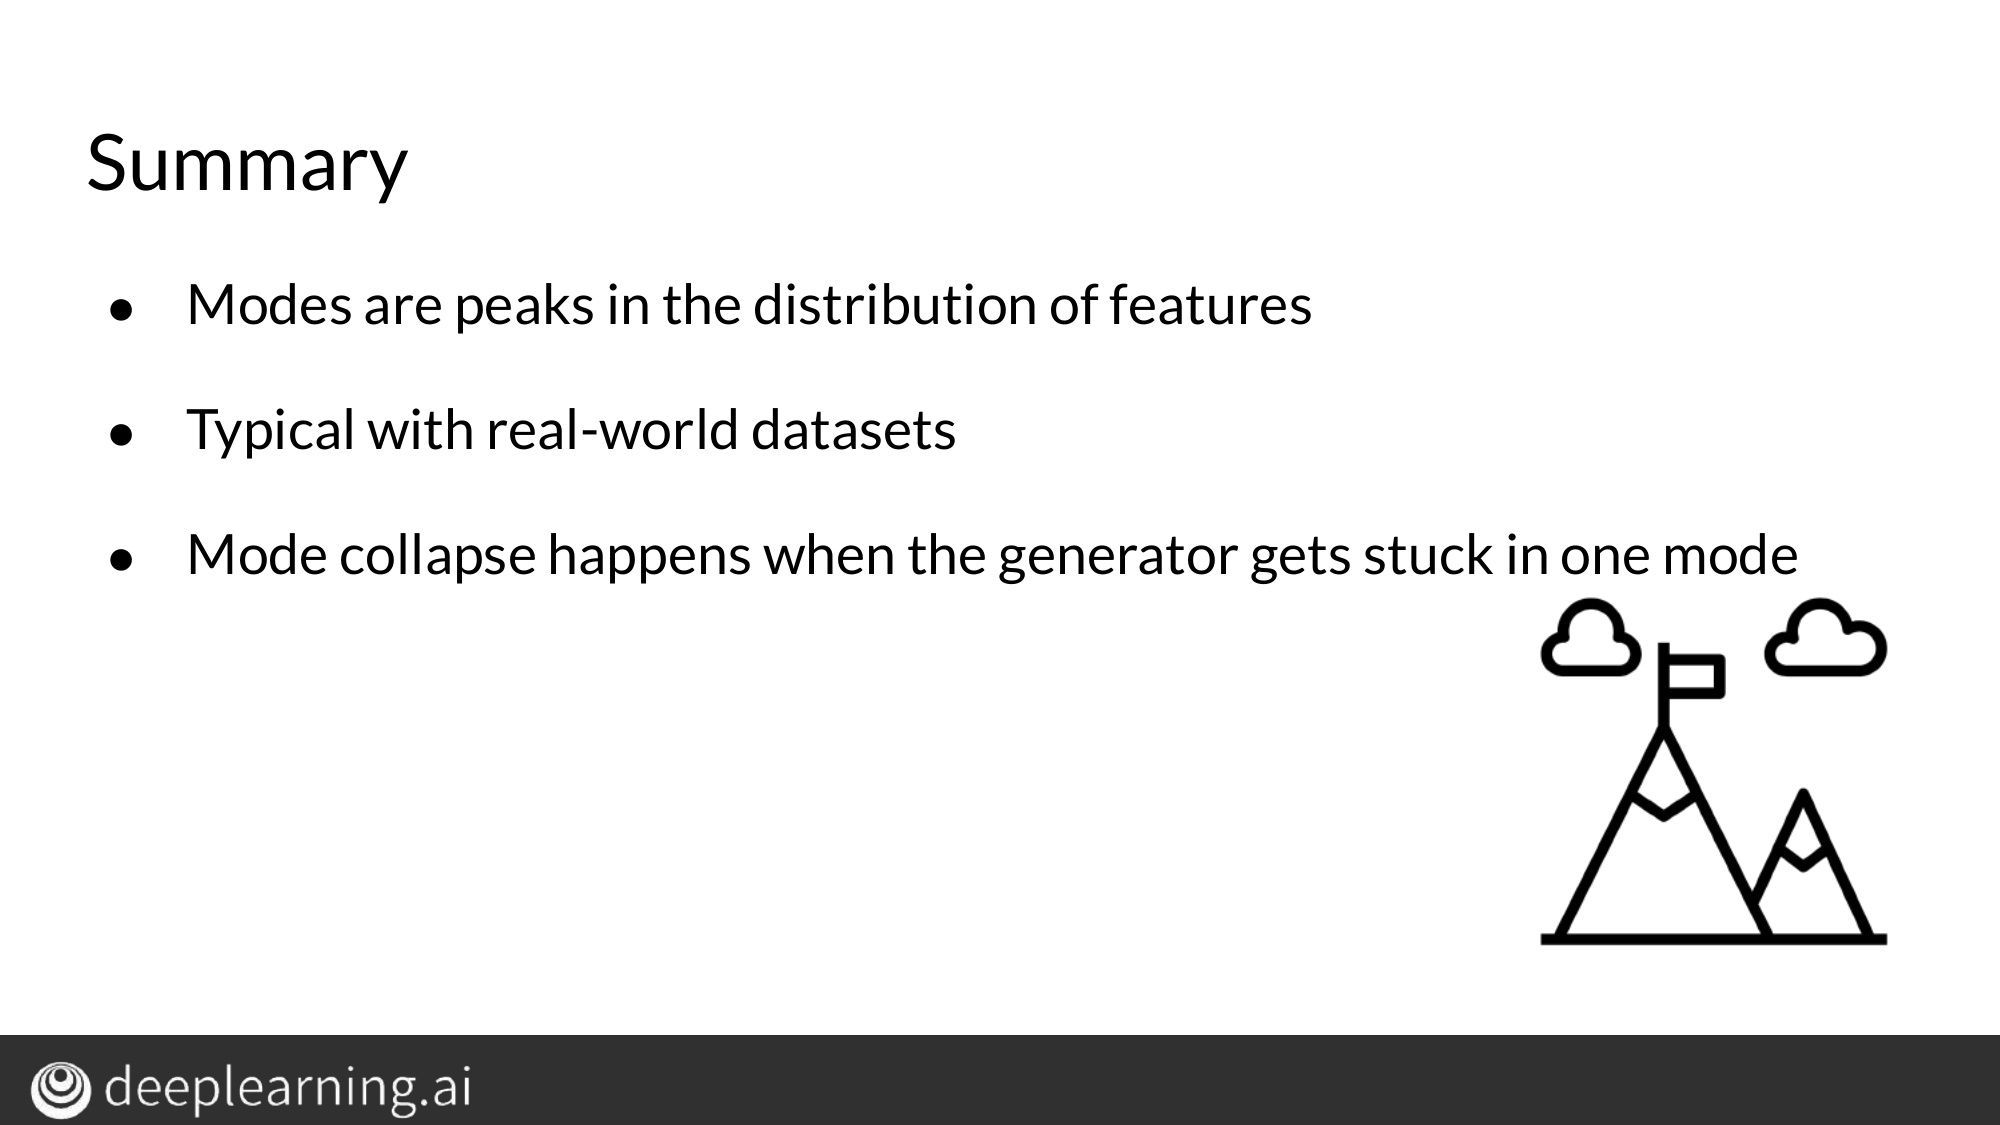 Summary
● Modes are peaks in the distribution of features
● Typical with real-world datasets
● Mode collapse happens when the generator gets stuck in one mode
deeplearning.ai